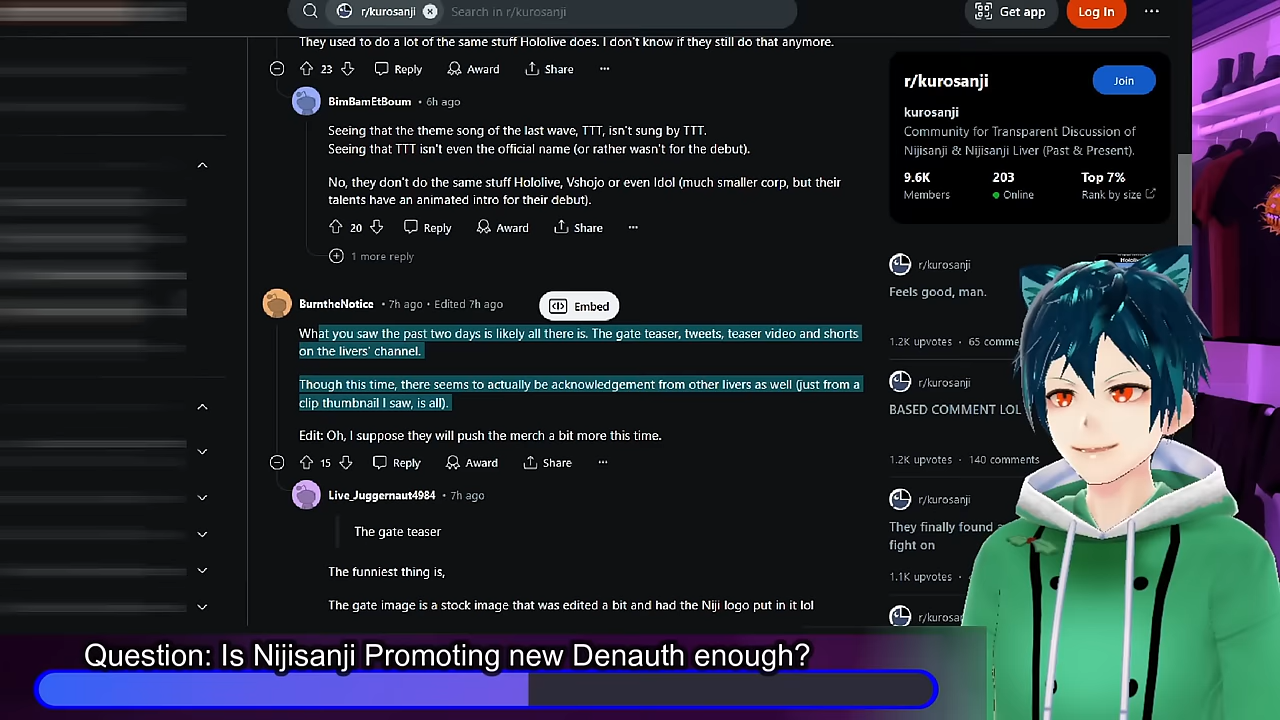 r/kurosanji
Search in r/kurosanji
Get app
Log In
They used to do a lot of the same stuff Hololive does. I don't know if they still do that anymore.
23
Reply
Award
Share
BimBamEtBoum • 6h ago
Seeing that the theme song of the last wave, TTT, isn't sung by TTT.
Seeing that TTT isn't even the official name (or rather wasn't for the debut).
No, they don't do the same stuff Hololive, Vshojo or even Idol (much smaller corp, but their
talents have an animated intro for their debut).
20
Reply
Award
Share
1 more reply
BurntheNotice • 7h ago • Edited 7h ago
Embed
What you saw the past two days is likely all there is. The gate teaser, tweets, teaser video and shorts
on the livers' channel.
Though this time, there seems to actually be acknowledgement from other livers as well (just from a
clip thumbnail I saw, is all).
Edit: Oh, I suppose they will push the merch a bit more this time.
15
Reply
Award
Share
Live_Juggernaut4984 • 7h ago
The gate teaser
The funniest thing is,
The gate image is a stock image that was edited a bit and had the Niji logo put in it lol
r/kurosanji
Join
kurosanji
Community for Transparent Discussion of
Nijisanji & Nijisanji Liver (Past & Present).
9.6K
203
Top 7%
Members
Online
Rank by size
r/kurosanji
Feels good, man.
1.2K upvotes • 65 comme
r/kurosanji
BASED COMMENT LOL
1.2K upvotes • 140 comments
r/kurosanji
They finally found
fight on
1.1K upvotes •
r/kurosan
Question: Is Nijisanji Promoting new Denauth enough?